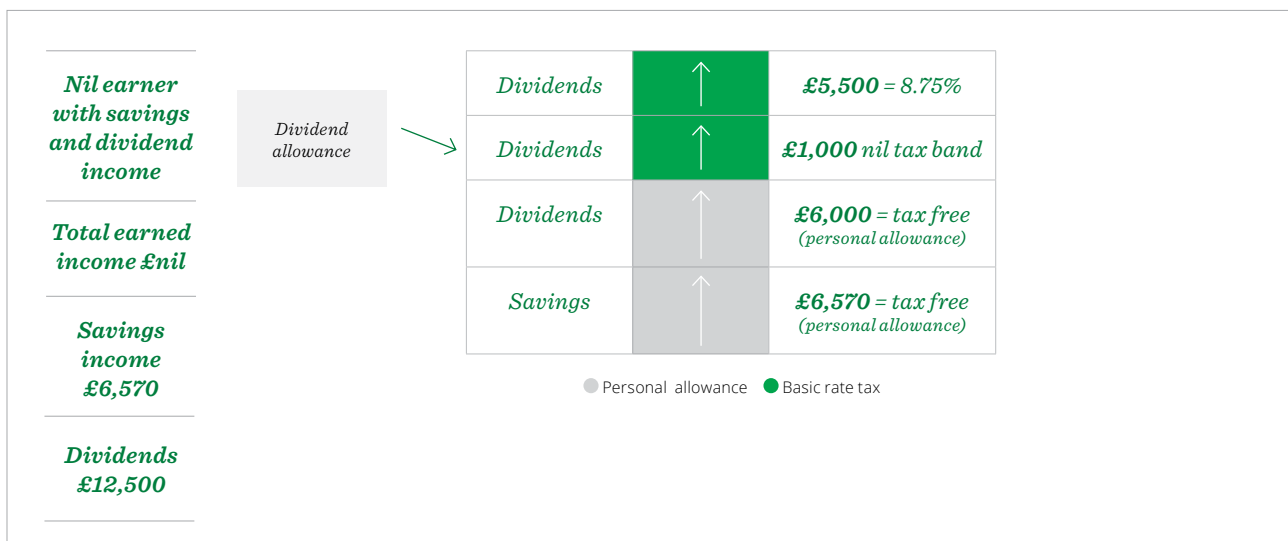 Nil earner
with savings
and dividend
income
Total earned
income £nil
Savings
income
£6,570
Dividends
£12,500
Dividend
allowance
Dividends
£5,500 = 8.75%
Dividends
£1,000 nil tax band
Dividends
£6,000 = tax free
(personal allowance)
Savings
£6,570 = tax free
(personal allowance)
Personal allowance
Basic rate tax